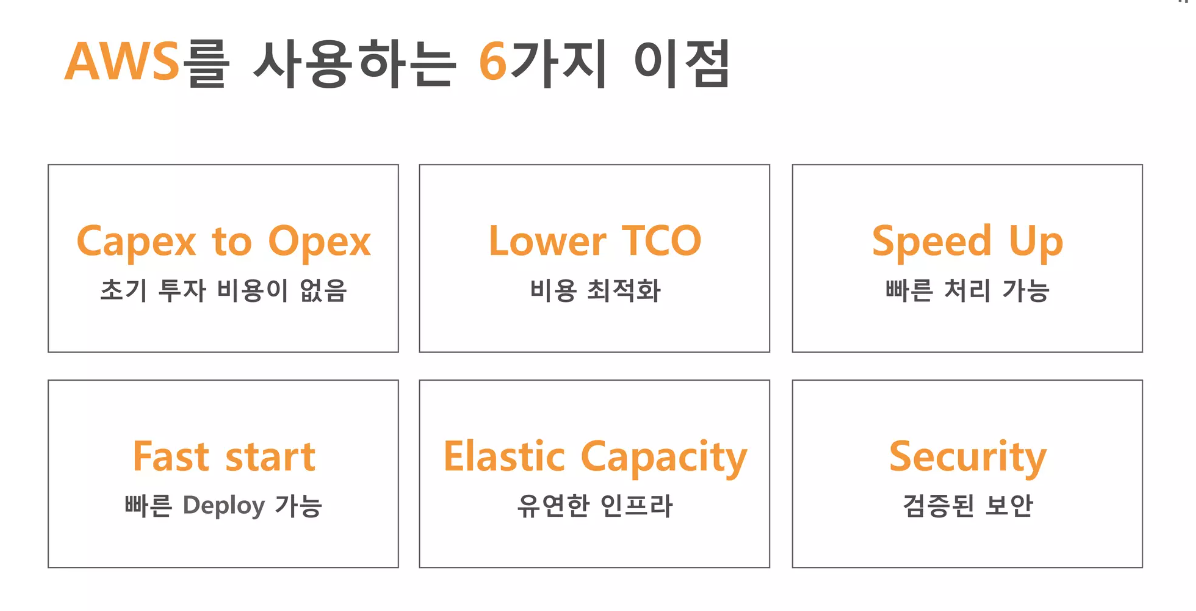 AWS를 사용하는 6가지 이점
Capex to Opex
초기 투자 비용이 없음
Lower TCO
비용 최적화
Speed Up
빠른 처리 가능
Fast start
빠른 Deploy 가능
Elastic Capacity
유연한 인프라
Security
검증된 보안